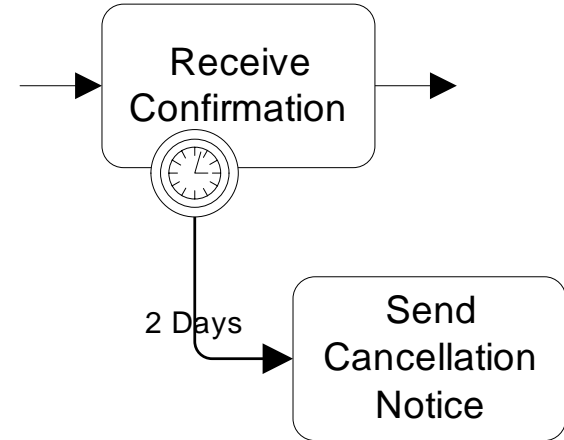 Receive
Confirmation
2 Days
Send
Cancellation
Notice